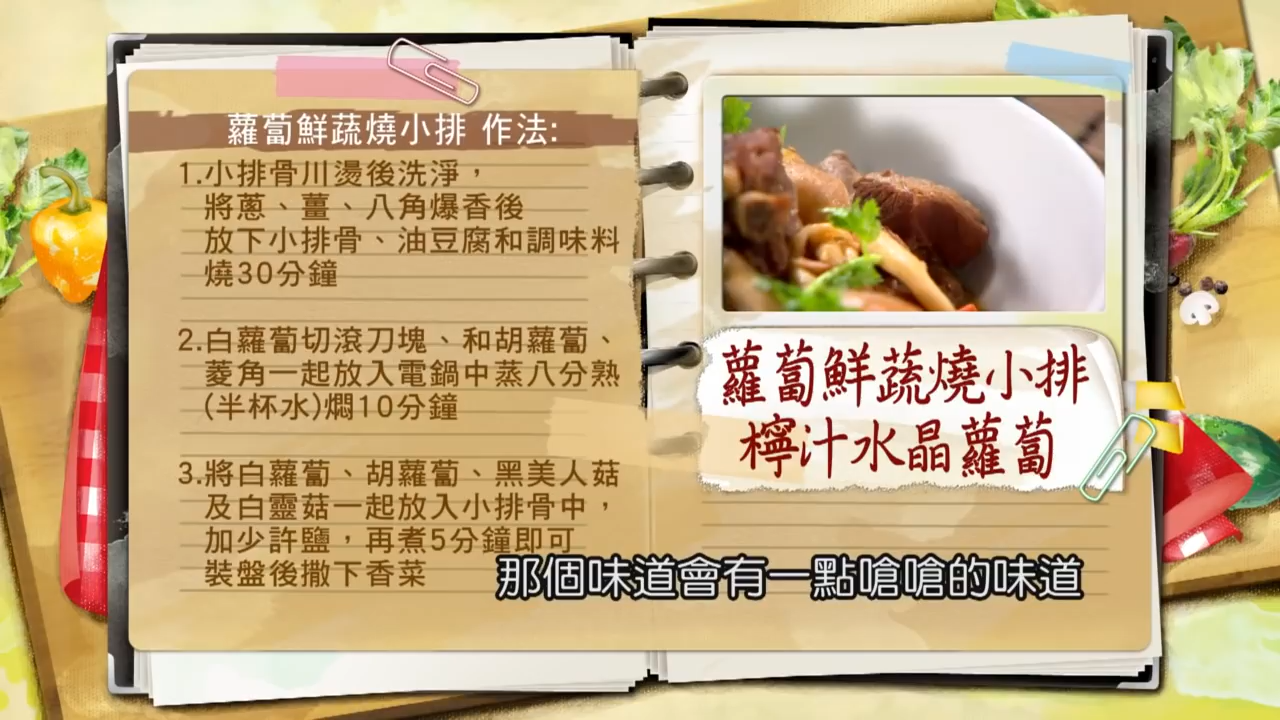 蘿蔔鮮蔬燒小排 作法:
1.小排骨川燙後洗淨，
將蔥、薑、八角爆香後
放下小排骨、油豆腐和調味料
燒30分鐘
2.白蘿蔔切滾刀塊、和胡蘿蔔、
菱角一起放入電鍋中蒸八分熟
(半杯水)燜10分鐘
3.將白蘿蔔、胡蘿蔔、黑美人菇
及白靈菇一起放入小排骨中，
加少許鹽，再煮5分鐘即可
裝盤後撒下香菜
蘿蔔鮮蔬燒小排
檸汁水晶蘿蔔
那個味道會有一點嗆嗆的味道